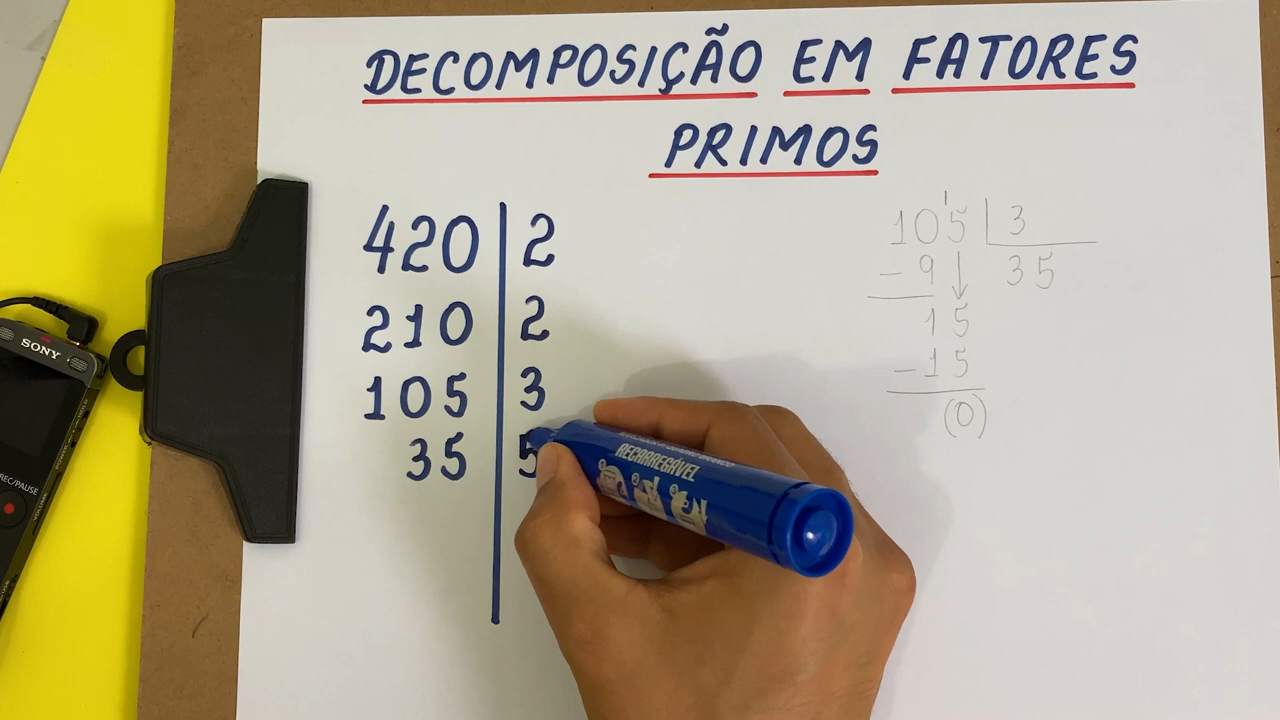 DECOMPOSIÇÃO EM FATORES
PRIMOS
420 | 2
210 | 2
105 | 3
35 | 5
105 | 3
- 9 ↓ 35
15
-15
(0)
SONY
REC/PAUSE
RECARREGÁVEL